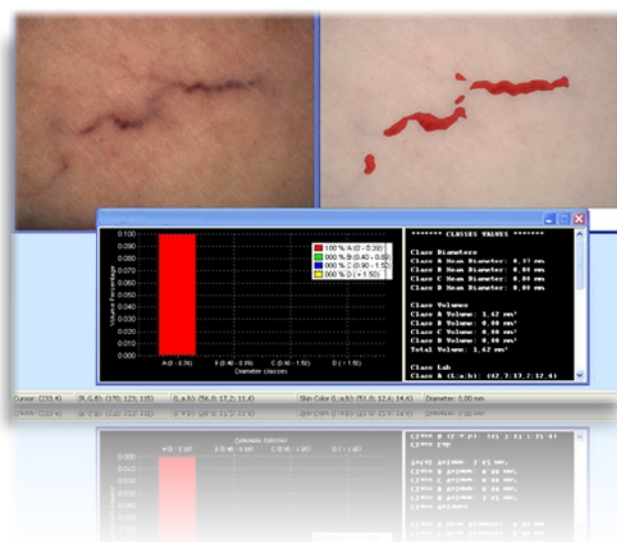 0.100
0.090
0.080
0.070
0.060
0.050
0.040
0.030
0.020
0.010
0.000
Volume Percentage
A (0 - 0.39) B (0.40 - 0.89) C (0.90 - 1.50) D ( > 1.50)
Diameter classes
100 % A (0 - 0.39)
000 % B (0.40 - 0.89)
000 % C (0.90 - 1.50)
000 % D ( > 1.50)
******* CLASSES VALUES *******
Class Diameters
Class A Mean Diameter: 0,37 mm
Class B Mean Diameter: 0,00 mm
Class C Mean Diameter: 0,00 mm
Class D Mean Diameter: 0,00 mm
Class Volumes
Class A Volume: 1,62 mm³
Class B Volume: 0,00 mm³
Class C Volume: 0,00 mm³
Class D Volume: 0,00 mm³
Total Volume: 1,62 mm³
Class Lab
Class A (L;a;b): (42,7;17,2;12,4)
Cursor: (233,4) (R,G,B): (170; 123; 115) (L,a,b): (56,0; 17,2; 11,6) Skin Color (L;a;b): (51,0; 12,6; 14,6) Diameter: 0,00 mm